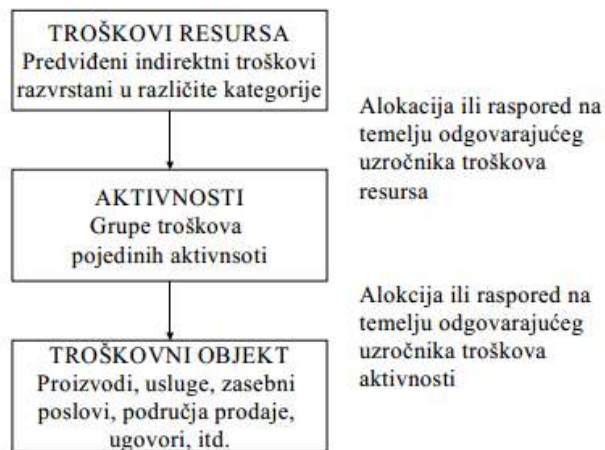 TROŠKOVI RESURSA
Predviđeni indirektni troškovi
razvrstani u različite kategorije
Alokacija ili raspored na
temelju odgovarajućeg
uzročnika troškova
resursa
AKTIVNOSTI
Grupe troškova
pojedinih aktivnsoti
Alokcija ili raspored na
temelju odgovarajućeg
uzročnika troškova
aktivnosti
TROŠKOVNI OBJEKT
Proizvodi, usluge, zasebni
poslovi, područja prodaje,
ugovori, itd.